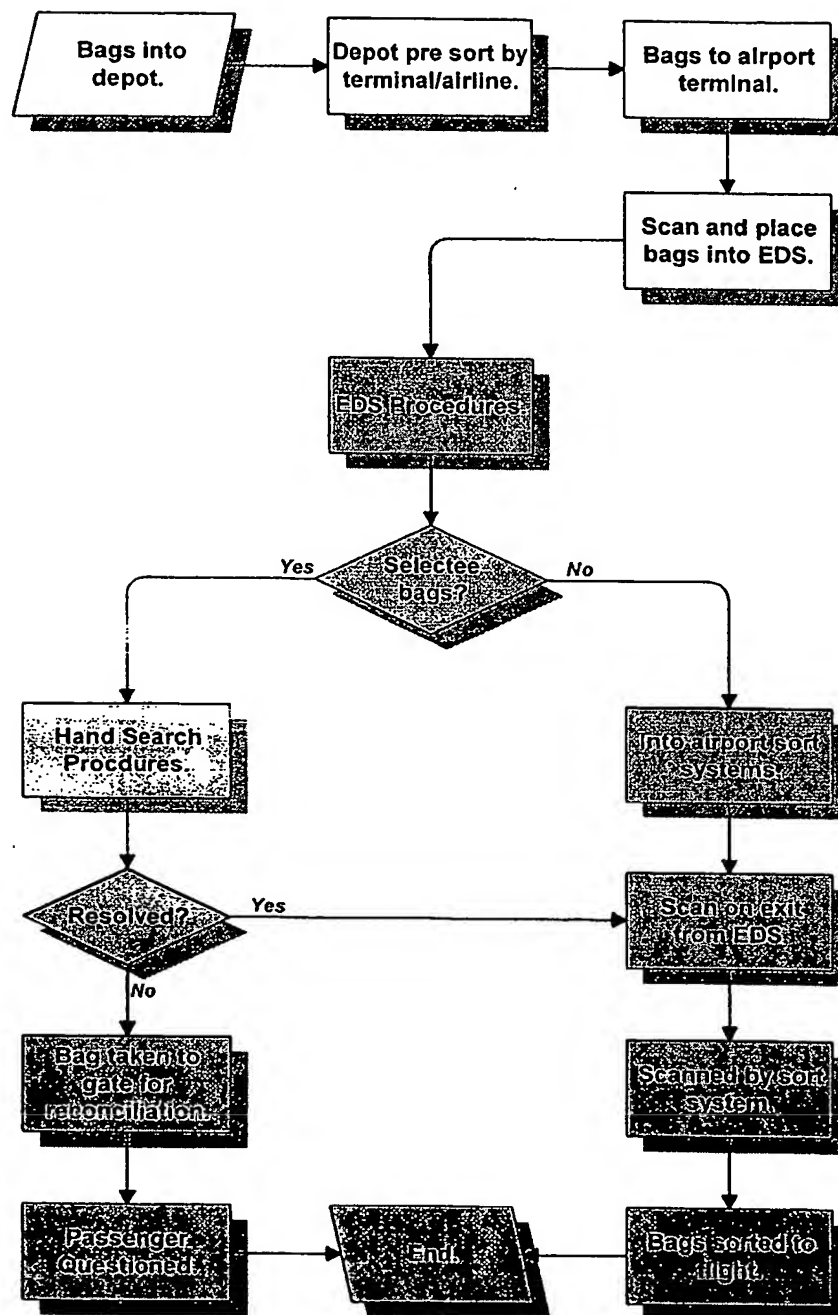 Bags into
depot.
Depot pre sort by
terminal/airline.
Bags to airport
terminal.
Scan and place
bags into EDS.
EDS Procedures.
Selectee
bags?
Yes
No
Hand Search
Procdures.
Into airport sort
systems.
Resolved?
Yes
Scan on exit
from EDS
No
Bag taken to
gate for
reconciliation.
Scanned by sort
system.
Passenger
Questioned.
End.
Bags sorted to
flight.